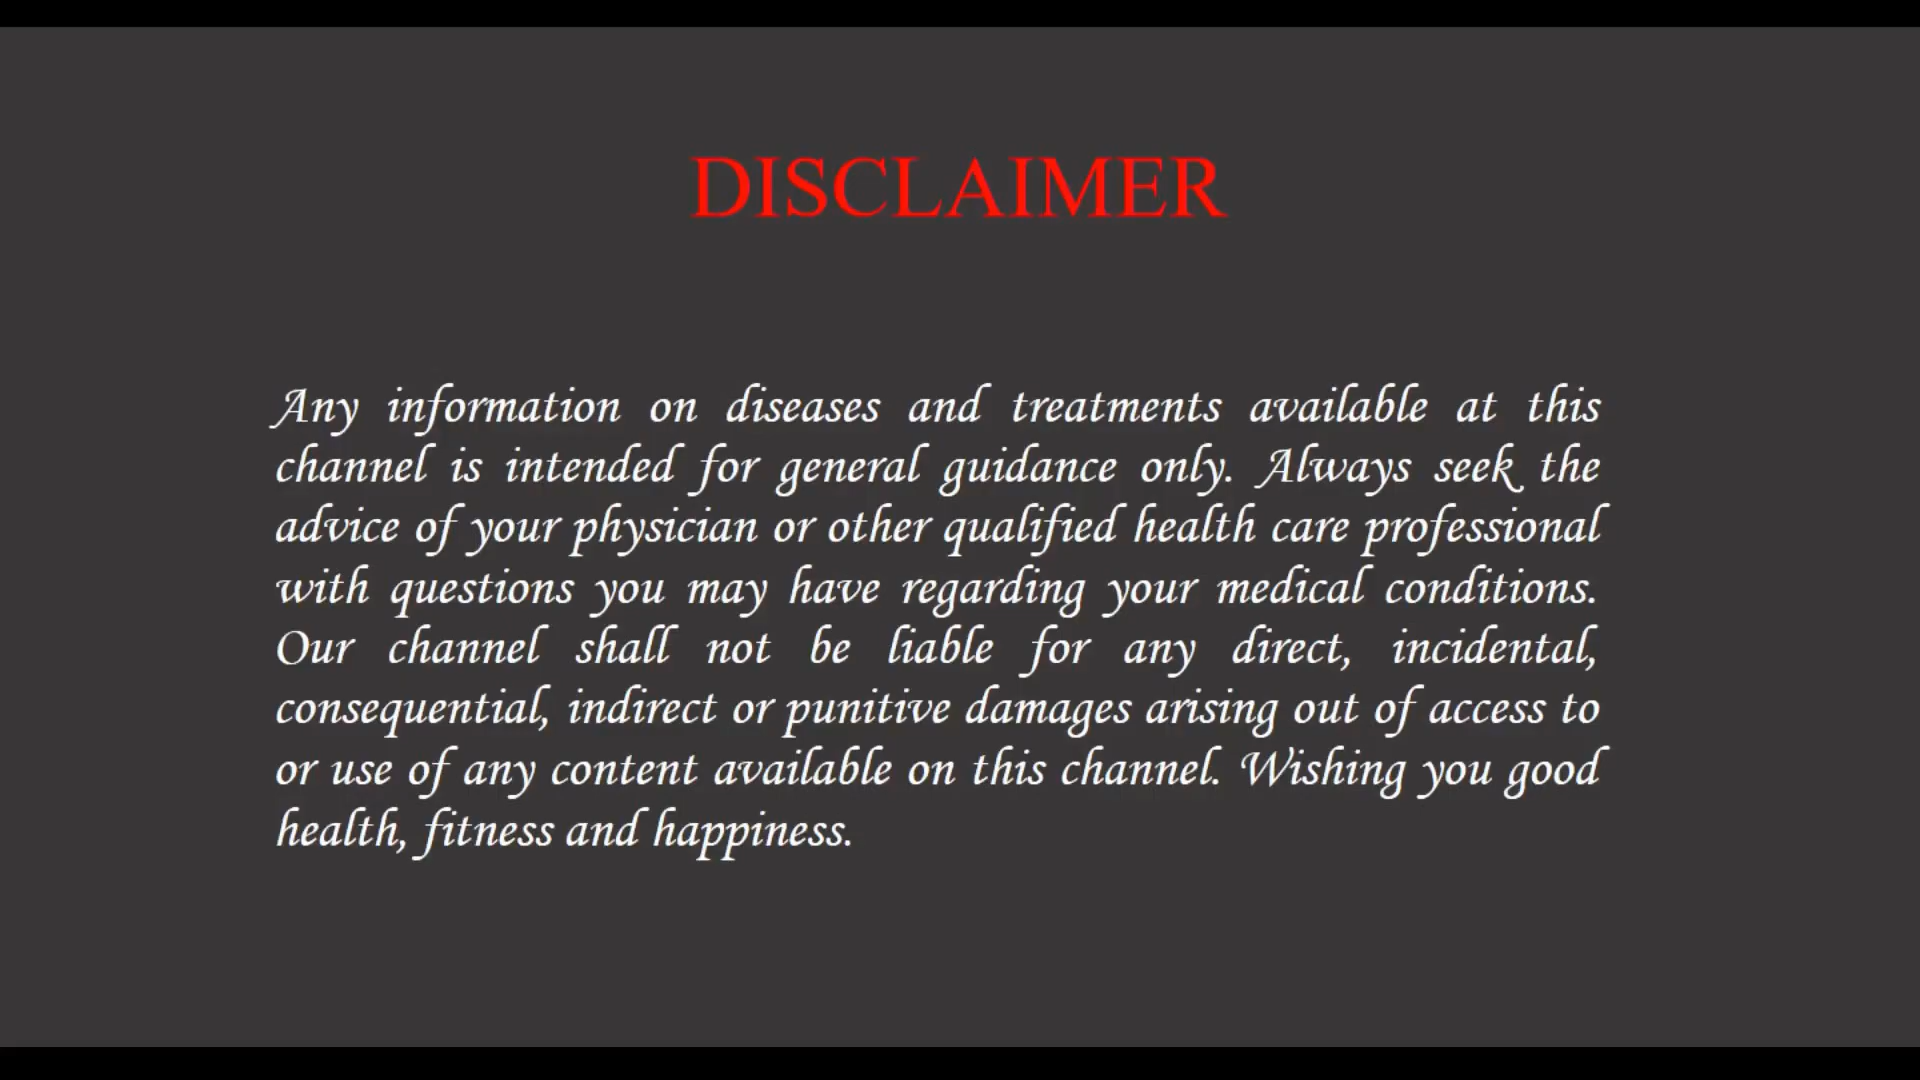 DISCLAIMER
Any information on diseases and treatments available at this
channel is intended for general guidance only. Always seek the
advice of your physician or other qualified health care professional
with questions you may have regarding your medical conditions.
Our channel shall not be liable for any direct, incidental,
consequential, indirect or punitive damages arising out of access to
or use of any content available on this channel. Wishing you good
health, fitness and happiness.